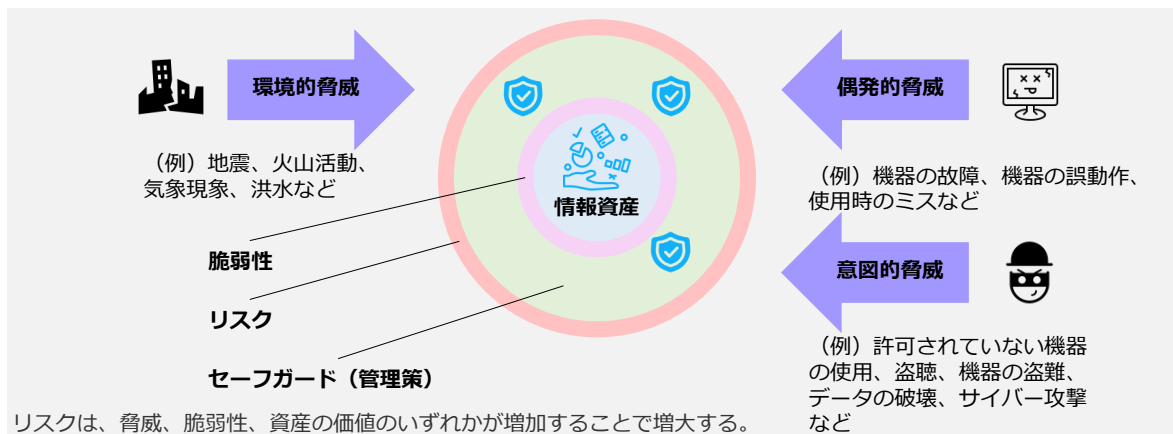 環境的脅威
（例）地震、火山活動、
気象現象、洪水など
偶発的脅威
（例）機器の故障、機器の誤動作、
使用時のミスなど
情報資産
脆弱性
リスク
セーフガード（管理策）
意図的脅威
（例）許可されていない機器
の使用、盗聴、機器の盗難、
データの破壊、サイバー攻撃
など
リスクは、脅威、脆弱性、資産の価値のいずれかが増加することで増大する。